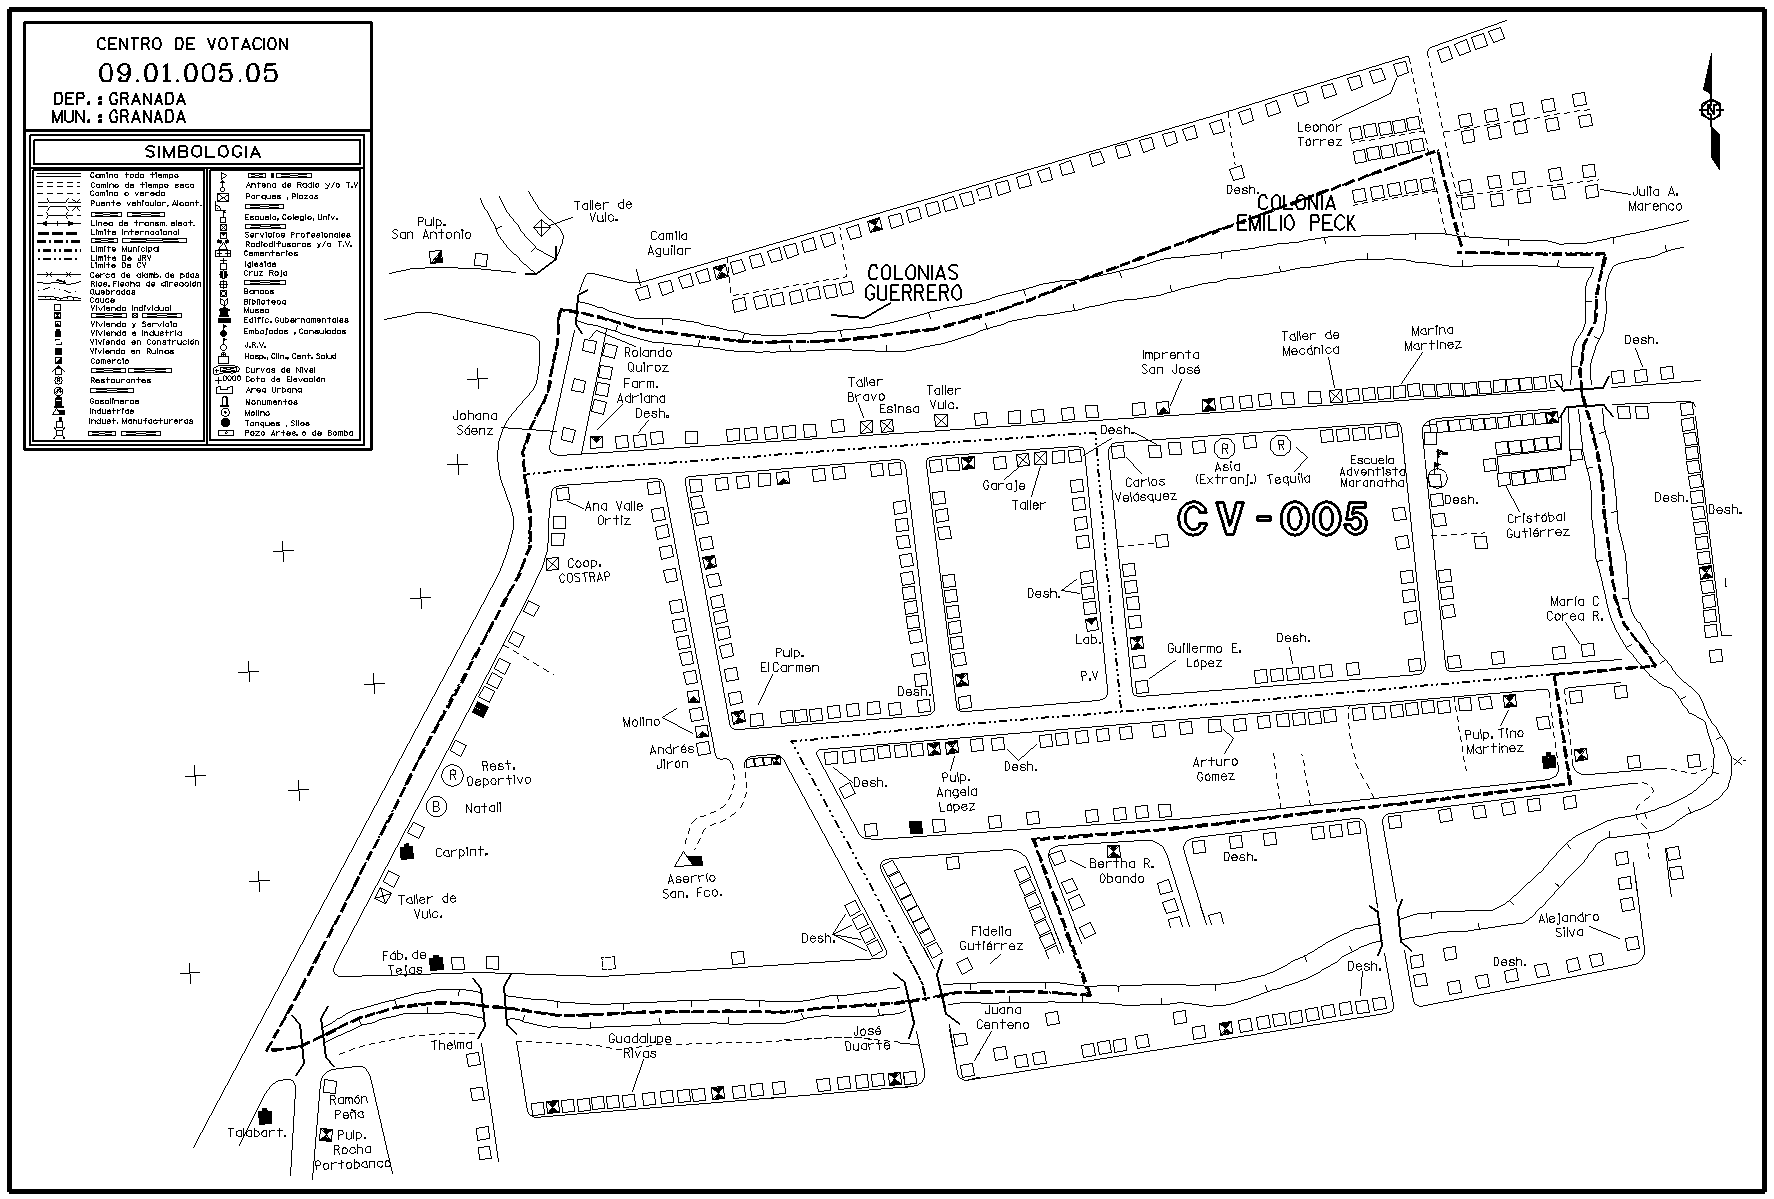 CENTRO DE VOTACION
09.01.005.05
DEP. : GRANADA
MUN. : GRANADA
SIMBOLOGIA
Camino todo tiempo
Camino de tiempo seco
Camino o vereda
Puente vehicular, Alcant.
Linea de transm. elect.
Limite Internacional
Limite Municipal
Limite De JRV
Limite De CV
Cerca de alamb. de púas
Rios, Flecha de dirección
Quebradas
Cauce
Vivienda Individual
Vivienda y Servicio
Vivienda e Industria
Vivienda en Construción
Vivienda en Ruinas
Comercio
Restaurantes
Gasolineras
Industrias
Indust. Manufactureras
Antena de Radio y/o T.V
Parques , Plazas
Escuela, Colegio, Univ.
Servicios Profesionales
Radiodifusoras y/o T.V.
Cementerios
Iglesias
Cruz Roja
Bancos
Biblioteca
Museo
Edific. Gubernamentales
Embajadas , Consulados
J.R.V.
Hosp., Clin., Cent. Salud
Curvas de Nivel
Cota de Elevación
Area Urbana
Monumentos
Molino
Tanques , Silos
Pozo Artes. o de Bomba
N
Leonor
Torrez
Desh.
COLONIA
EMILIO PECK
Julia A.
Marenco
Taller de
Vulc.
Pulp.
San Antonio
Camila
Aguilar
COLONIAS
GUERRERO
Rolando
Quiroz
Farm.
Adriana
Desh.
Johana
Sáenz
Taller
Bravo
Esinsa
Taller
Vulc.
Imprenta
San José
Taller de
Mecánica
Marina
Martínez
Desh.
Desh.
Garaje
Taller
Carlos
Velásquez
R
Asia
(Extranj.)
R
Tequila
Escuela
Adventista
Maranatha
Desh.
Cristóbal
Gutiérrez
Desh.
Desh.
CV-005
Ana Valle
Ortiz
Coop.
COSTRAP
Desh.
Lab.
P.V
María C
Corea R.
Guillermo E.
López
Desh.
Pulp.
El Carmen
Desh.
Molino
Andrés
Jirón
R
Rest.
Deportivo
B
Natali
Carpint.
Taller de
Vulc.
Aserrío
San. Fco.
Desh.
Pulp.
Angela
López
Desh.
Arturo
Gómez
Pulp. Tino
Martínez
Bertha R.
Obando
Desh.
Desh.
Fidelia
Gutiérrez
Alejandro
Silva
Desh.
Desh.
Fáb. de
Tejas
Juana
Centeno
Thelma
Guadalupe
Rivas
José
Duarte
Ramón
Peña
Talabart.
Pulp.
Rocha
Portobanco